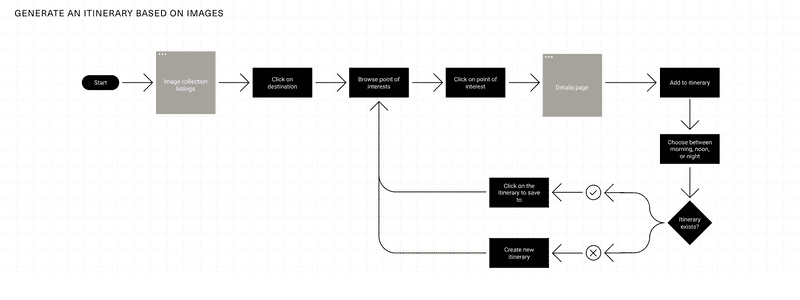 GENERATE AN ITINERARY BASED ON IMAGES
Start
Image collection
listings
Click on
destination
Browse point of
interests
Click on point of
interest
Details page
Add to itinerary
Choose between
morning, noon,
or night
Itinerary
exists?
Click on the
itinerary to save
to
Create new
itinerary